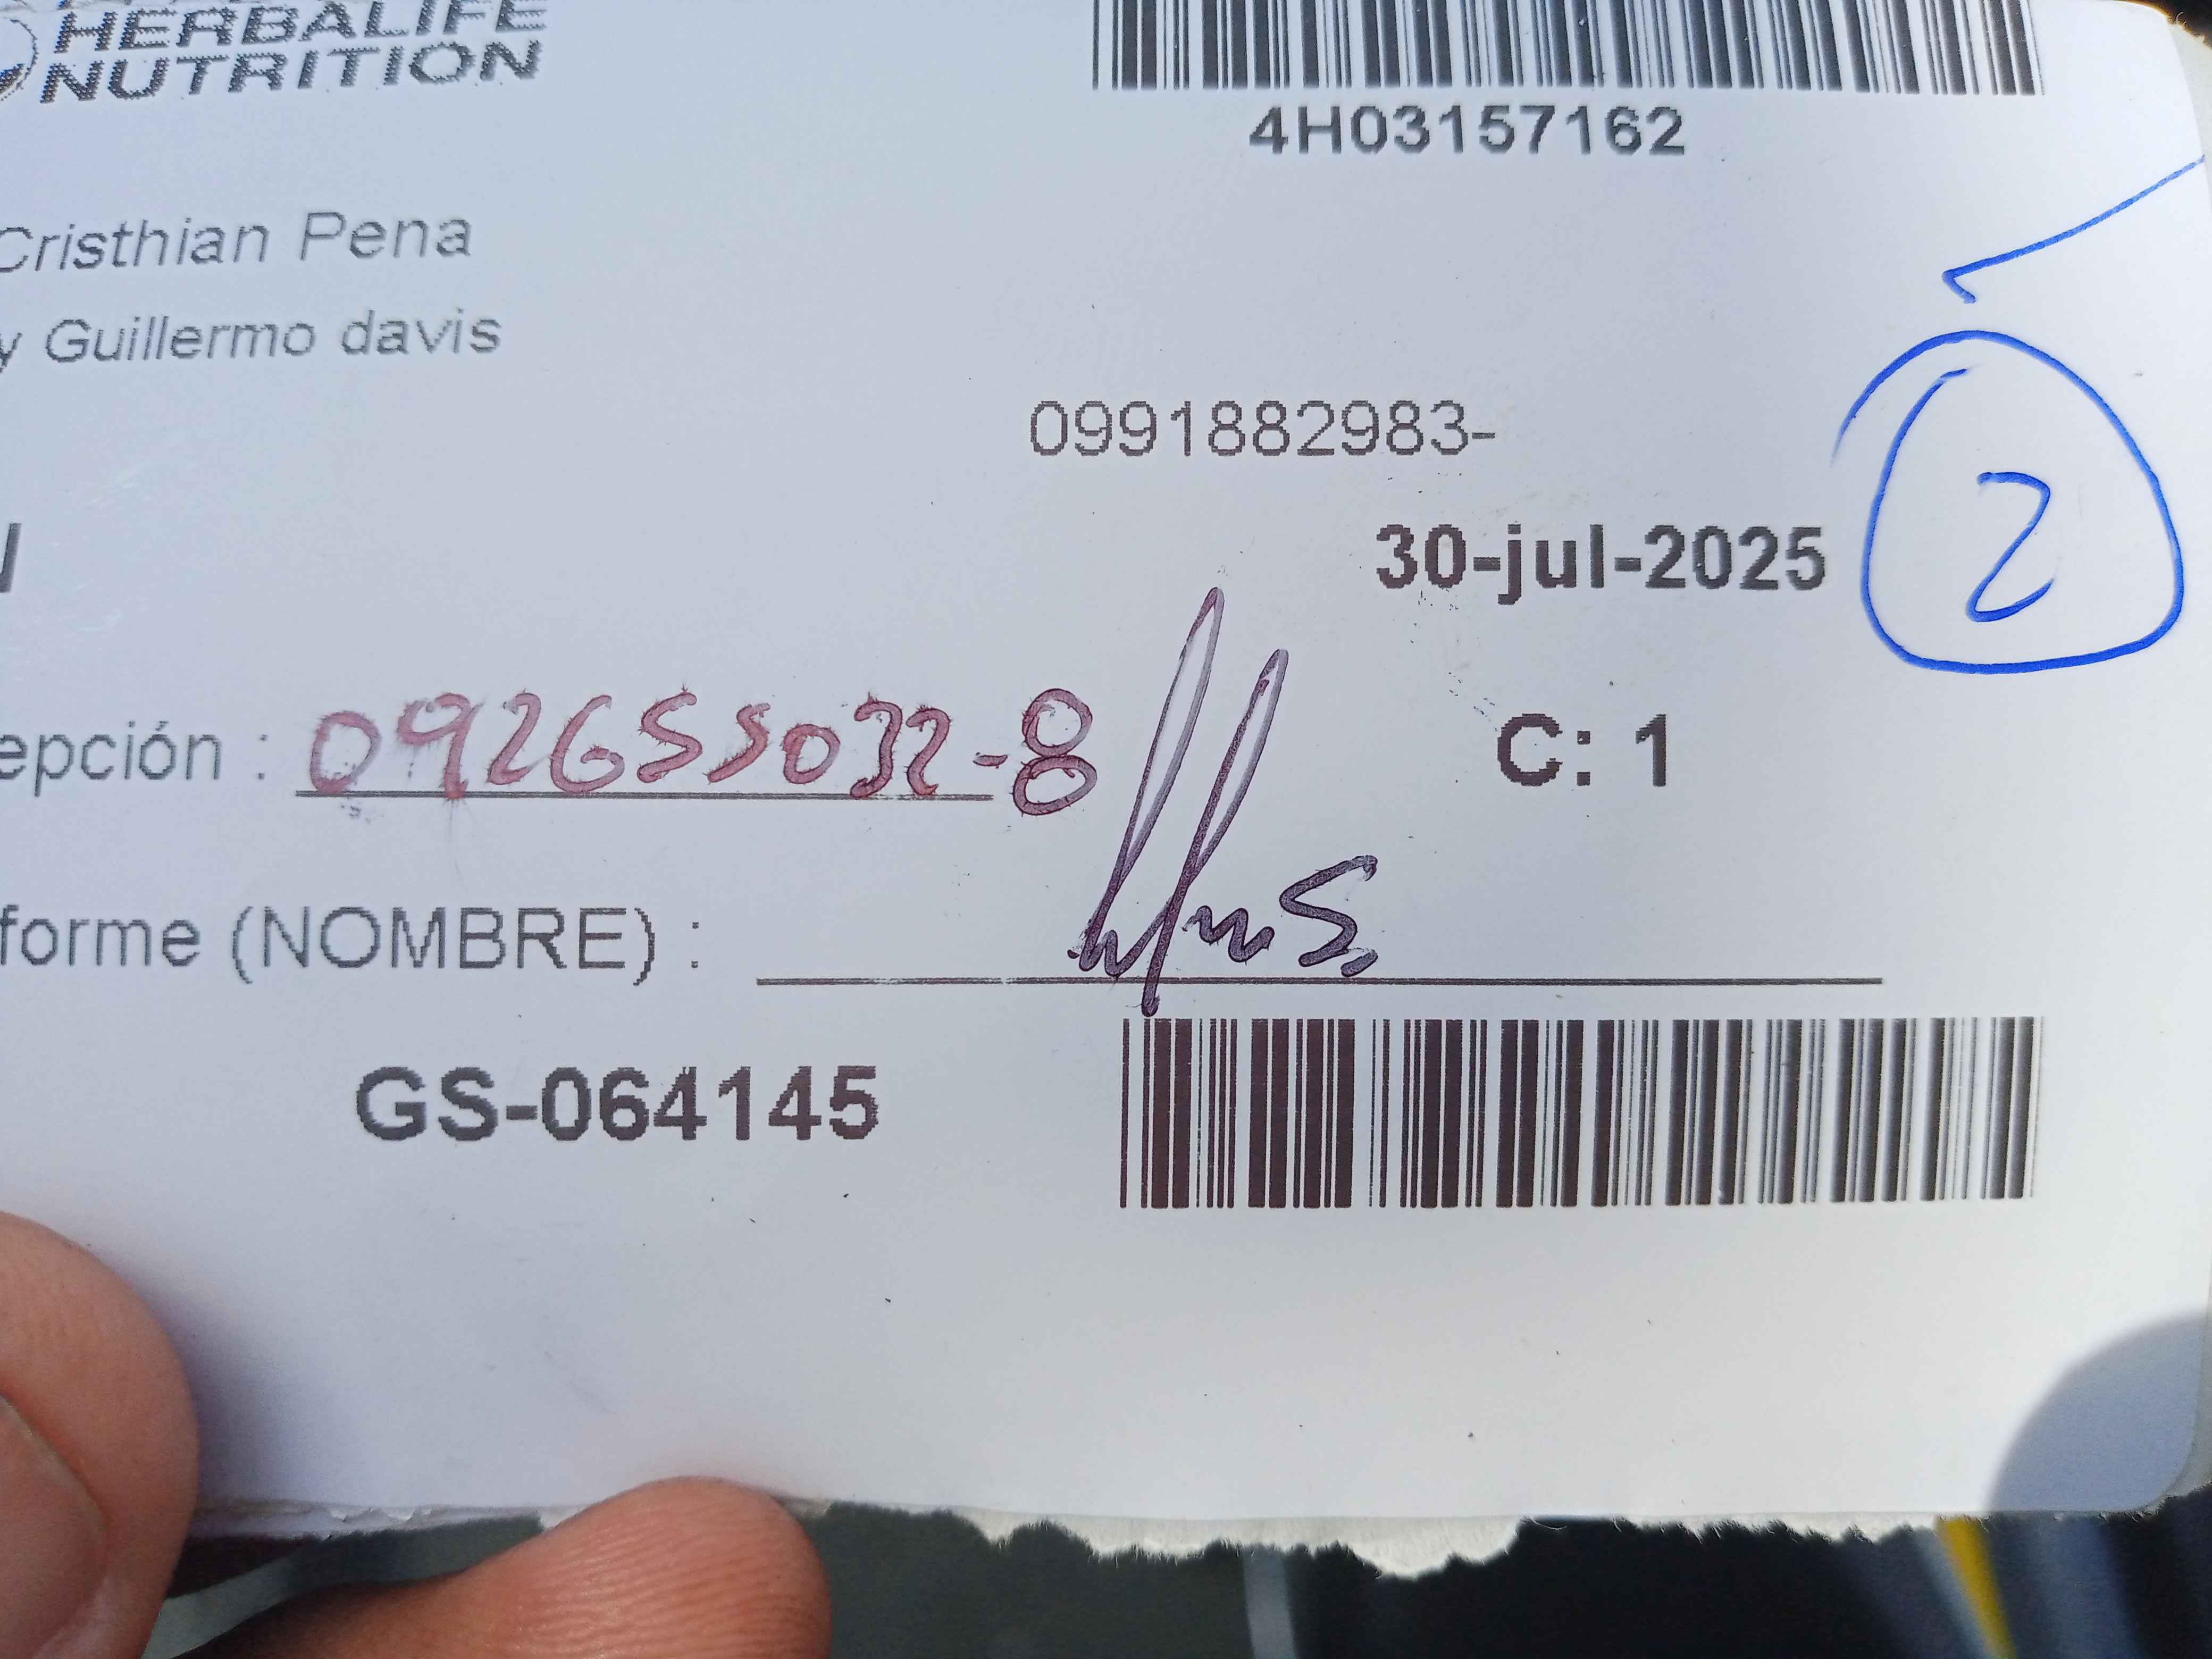 HERBALIFE
NUTRITION
4H03157162
Cristhian Pena
y Guillermo davis
0991882983-
30-jul-2025
2
epción : 092655032-8
C: 1
forme (NOMBRE) :
GS-064145